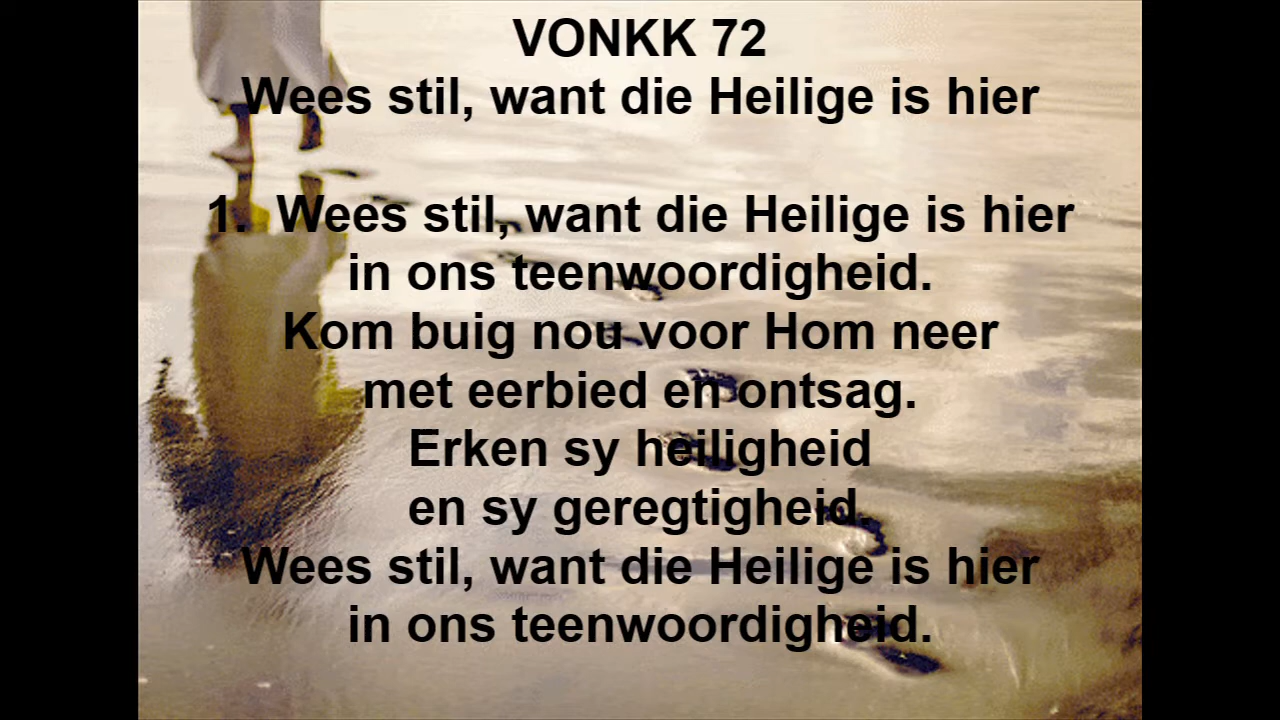 VONKK 72
Wees stil, want die Heilige is hier
1. Wees stil, want die Heilige is hier
in ons teenwoordigheid.
Kom buig nou voor Hom neer
met eerbied en ontsag.
Erken sy heiligheid
en sy geregtigheid.
Wees stil, want die Heilige is hier
in ons teenwoordigheid.